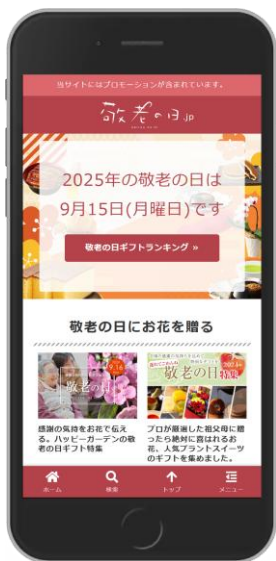 当サイトにはプロモーションが含まれています。
敬老の日.JP
2025年の敬老の日は
9月15日(月曜日)です
敬老の日ギフトランキング »
敬老の日にお花を贈る
9.16
敬老の日
敬老の日特集
感謝の気持をお花で伝え
る。ハッピーガーデンの敬
老の日ギフト特集
プロが厳選した祖父母に贈
ったら絶対に喜ばれるお
花、人気プラントスイーツ
のギフトを集めました。
ホーム
検索
トップ
メニュー